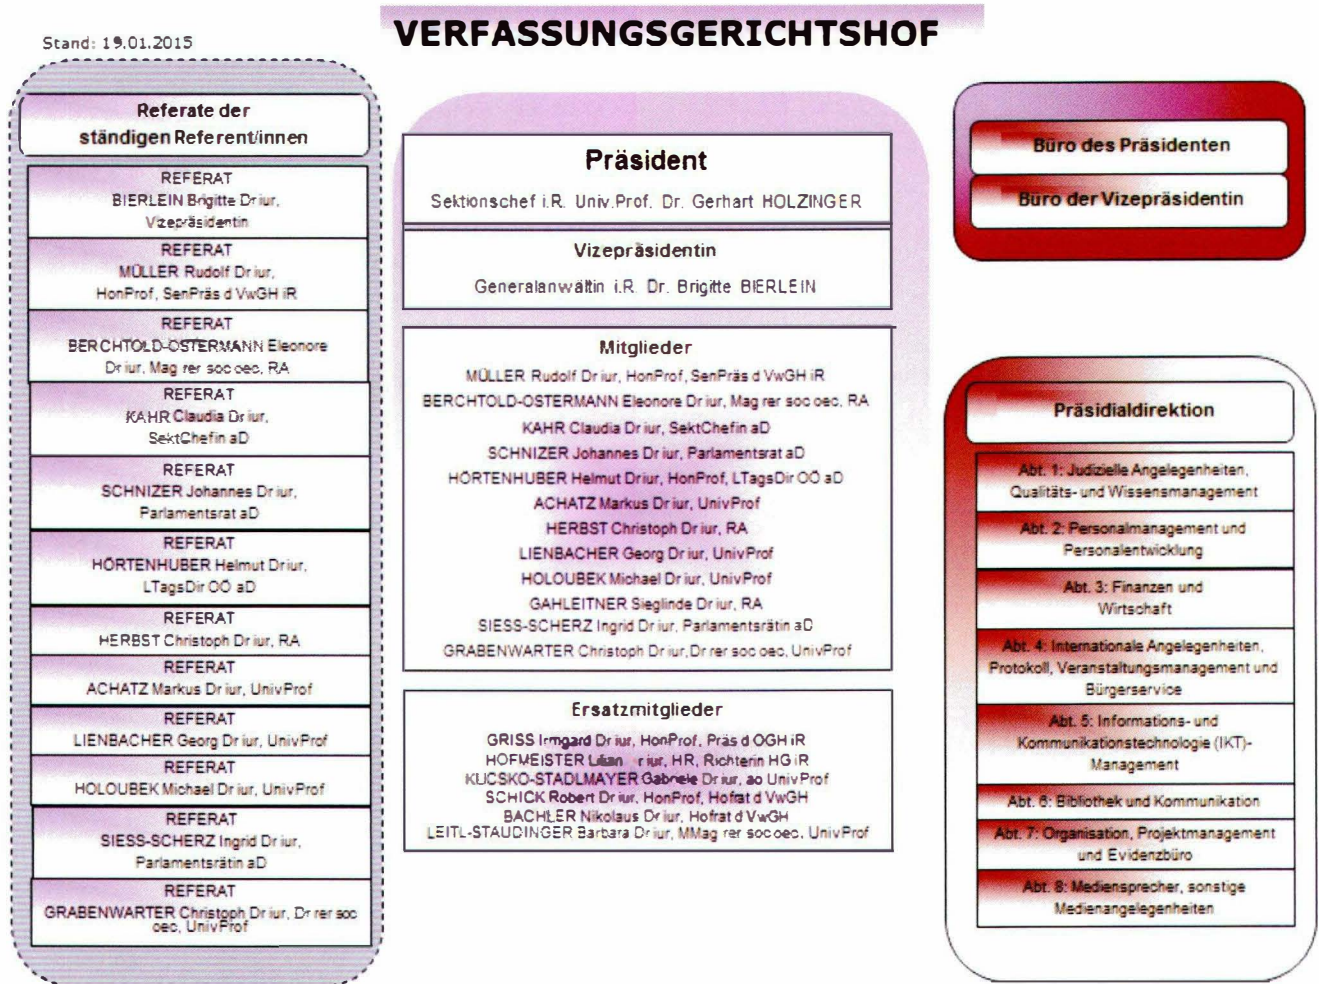 Stand: 19.01.2015
VERFASSUNGSGERICHTSHOF
Referate der
ständigen Referent/innen
REFERAT
BIERLEIN Brigitte Dr iur,
Vizepräsidentin
REFERAT
MÜLLER Rudolf Dr iur,
HonProf, SenPräs d VwGH iR
REFERAT
BERCHTOLD-OSTERMANN Eleonore
Dr iur, Mag rer soc oec, RA
REFERAT
KAHR Claudia Dr iur,
SektChefin aD
REFERAT
SCHNIZER Johannes Dr iur,
Parlamentsrat aD
REFERAT
HÖRTENHUBER Helmut Dr iur,
LTagsDir OÖ aD
REFERAT
HERBST Christoph Dr iur, RA
REFERAT
ACHATZ Markus Dr iur, UnivProf
REFERAT
LIENBACHER Georg Dr iur, UnivProf
REFERAT
HOLOUBEK Michael Dr iur, UnivProf
REFERAT
SIESS-SCHERZ Ingrid Dr iur,
Parlamentsrätin aD
REFERAT
GRABENWARTER Christoph Dr iur, Dr rer soc
oec, UnivProf
Präsident
Sektionschef i.R. Univ.Prof. Dr. Gerhart HOLZINGER
Vizepräsidentin
Generalanwältin i.R. Dr. Brigitte BIERLEIN
Mitglieder
MÜLLER Rudolf Dr iur, HonProf, SenPräs d VwGH iR
BERCHTOLD-OSTERMANN Eleonore Dr iur, Mag rer soc oec, RA
KAHR Claudia Dr iur, SektChefin aD
SCHNIZER Johannes Dr iur, Parlamentsrat aD
HÖRTENHUBER Helmut Dr iur, HonProf, LTagsDir OÖ aD
ACHATZ Markus Dr iur, UnivProf
HERBST Christoph Dr iur, RA
LIENBACHER Georg Dr iur, UnivProf
HOLOUBEK Michael Dr iur, UnivProf
GAHLEITNER Sieglinde Dr iur, RA
SIESS-SCHERZ Ingrid Dr iur, Parlamentsrätin aD
GRABENWARTER Christoph Dr iur, Dr rer soc oec, UnivProf
Ersatzmitglieder
GRISS Irmgard Dr iur, HonProf, Präs d OGH iR
HOFMEISTER Lilian r iur, HR, Richterin HG iR
KUCSKO-STADLMAYER Gabriele Dr iur, ao UnivProf
SCHICK Robert Dr iur, HonProf, Hofrat d VwGH
BACHLER Nikolaus Dr iur, Hofrat d VwGH
LEITL-STAUDINGER Barbara Dr iur, MMag rer soc oec, UnivProf
Büro des Präsidenten
Büro der Vizepräsidentin
Präsidialdirektion
Abt. 1: Judizielle Angelegenheiten,
Qualitäts- und Wissensmanagement
Abt. 2: Personalmanagement und
Personalentwicklung
Abt. 3: Finanzen und
Wirtschaft
Abt. 4: Internationale Angelegenheiten,
Protokoll, Veranstaltungsmanagement und
Bürgerservice
Abt. 5: Informations- und
Kommunikationstechnologie (IKT)-
Management
Abt. 6: Bibliothek und Kommunikation
Abt. 7: Organisation, Projektmanagement
und Evidenzbüro
Abt. 8: Mediensprecher, sonstige
Medienangelegenheiten